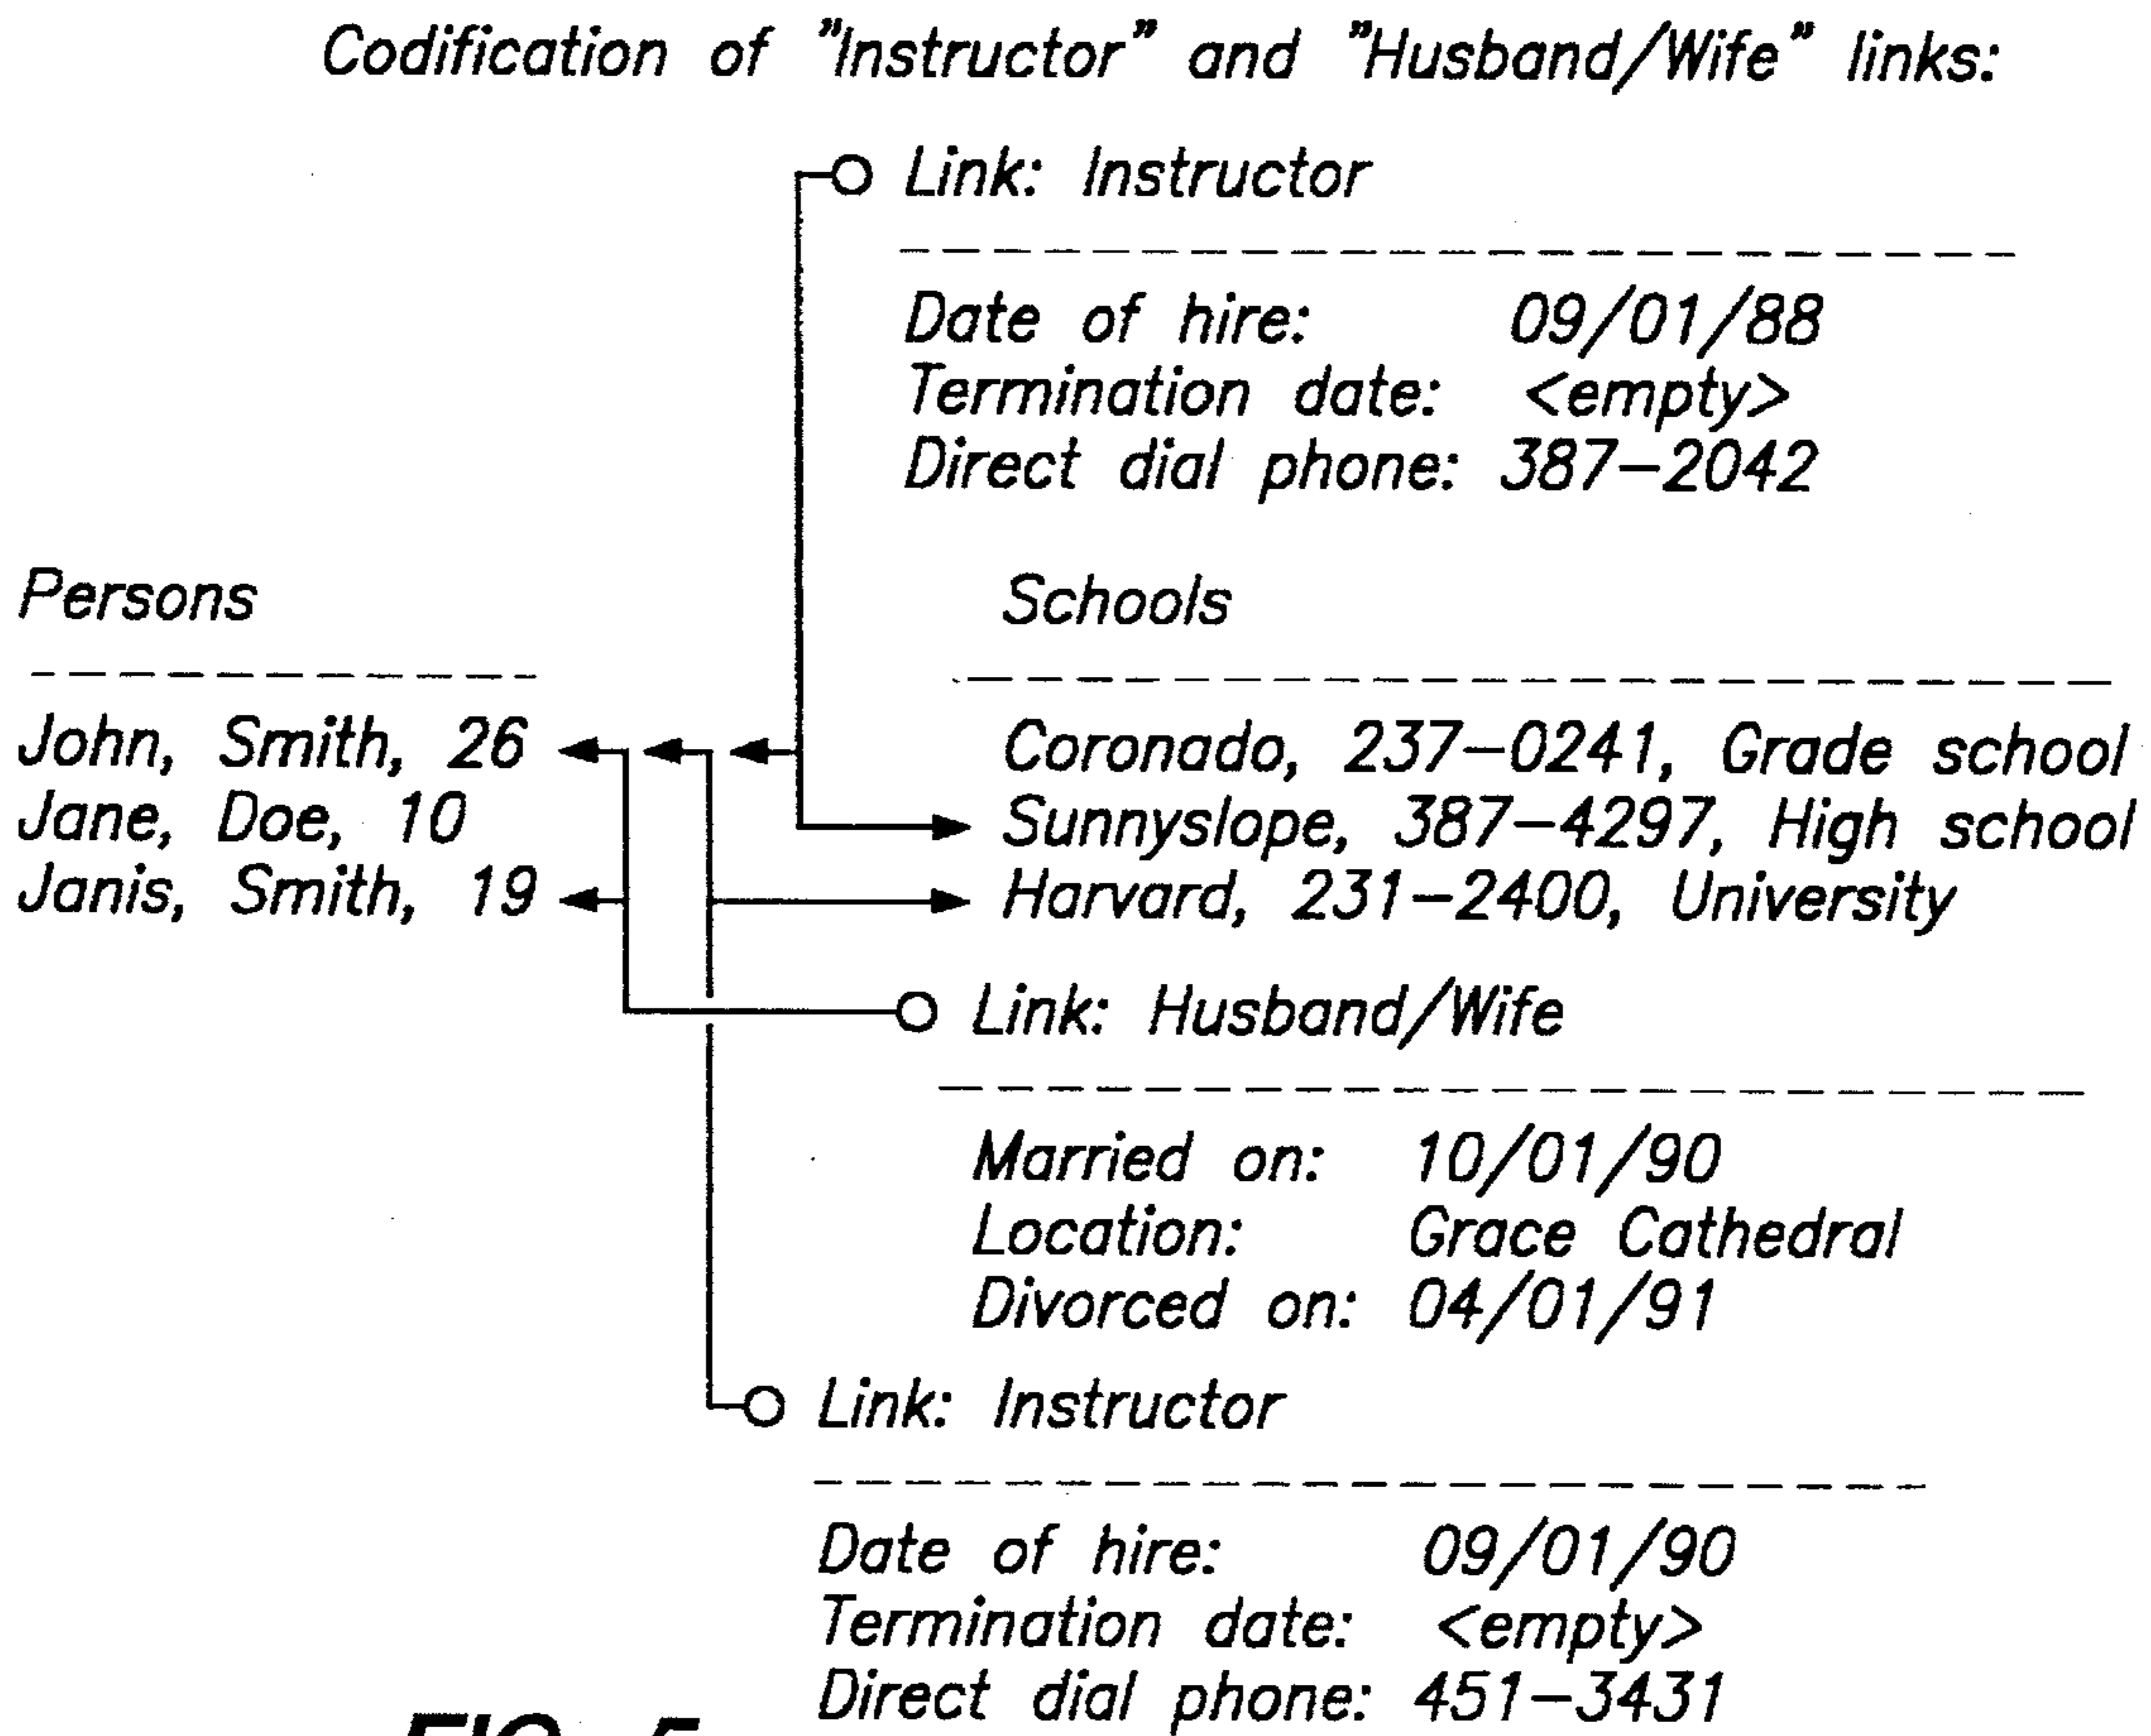 Codification of "Instructor" and "Husband/Wife" links:
Link: Instructor
Date of hire: 09/01/88
Termination date: <empty>
Direct dial phone: 387-2042
Persons
John, Smith, 26
Jane, Doe, 10
Janis, Smith, 19
Schools
Coronado, 237-0241, Grade school
Sunnyslope, 387-4297, High school
Harvard, 231-2400, University
Link: Husband/Wife
Married on: 10/01/90
Location: Grace Cathedral
Divorced on: 04/01/91
Link: Instructor
Date of hire: 09/01/90
Termination date: <empty>
Direct dial phone: 451-3431